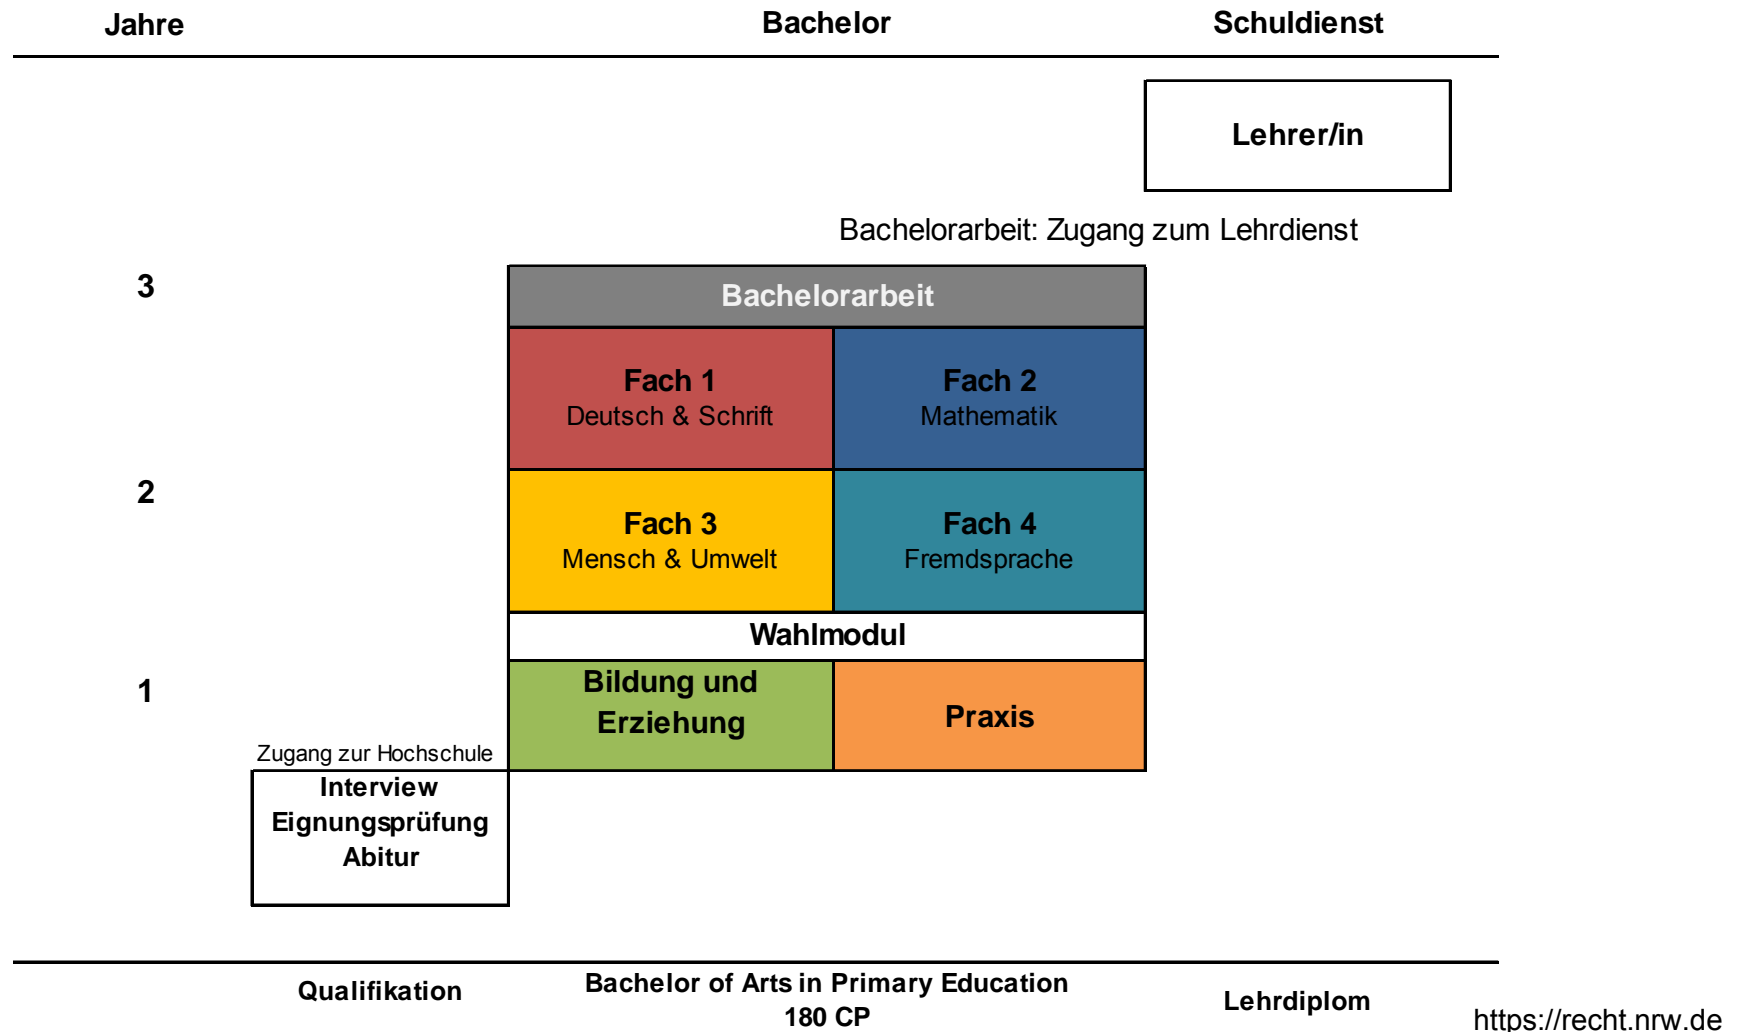 Jahre Bachelor Schuldienst
Lehrer/in
Bachelorarbeit: Zugang zum Lehrdienst
3
Bachelorarbeit
Fach 1 Fach 2
Deutsch & Schrift Mathematik
2
Fach 3 Fach 4
Mensch & Umwelt Fremdsprache
Wahlmodul
1
Bildung und
Erziehung
Praxis
Zugang zur Hochschule
Interview
Eignungsprüfung
Abitur
Qualifikation
Bachelor of Arts in Primary Education
180 CP
Lehrdiplom
https://recht.nrw.de